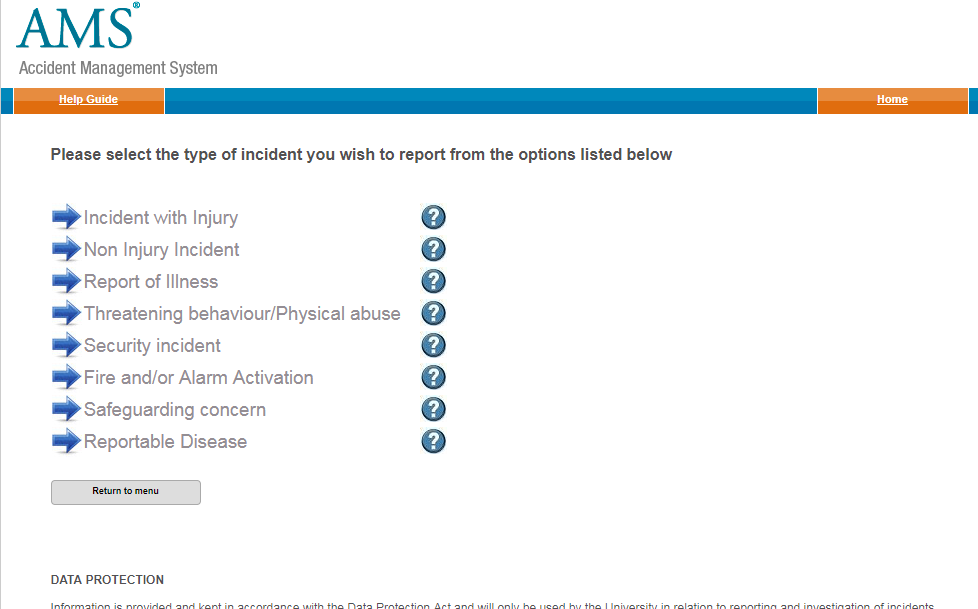 AMS®
Accident Management System
Help Guide
Home
Please select the type of incident you wish to report from the options listed below
Incident with Injury
?
Non Injury Incident
?
Report of Illness
?
Threatening behaviour/Physical abuse
?
Security incident
?
Fire and/or Alarm Activation
?
Safeguarding concern
?
Reportable Disease
?
Return to menu
DATA PROTECTION
Information is provided and kept in accordance with the Data Protection Act and will only be used by the University in relation to reporting and investigation of incidents